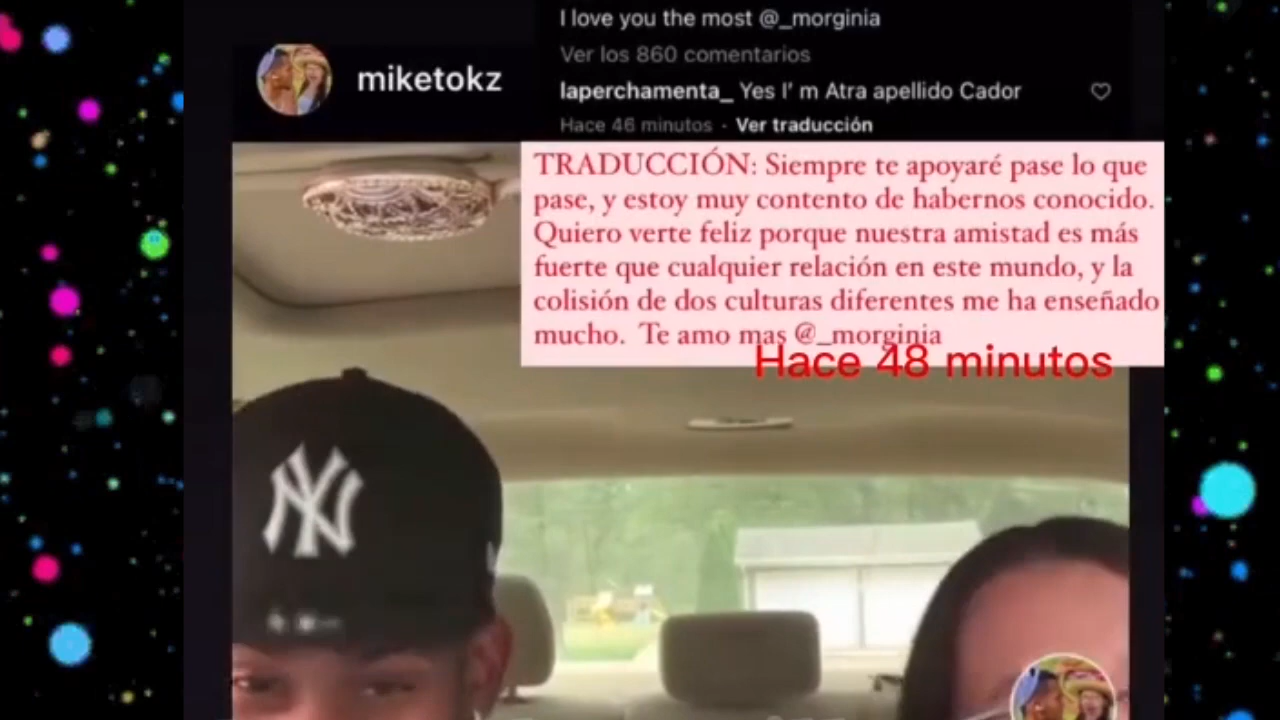 I love you the most @_morginia
Ver los 860 comentarios
miketokz
laperchamenta_ Yes I' m Atra apellido Cador
Hace 46 minutos · Ver traducción
TRADUCCIÓN: Siempre te apoyaré pase lo que
pase, y estoy muy contento de habernos conocido.
Quiero verte feliz porque nuestra amistad es más
fuerte que cualquier relación en este mundo, y la
colisión de dos culturas diferentes me ha enseñado
mucho. Te amo mas @_morginia
Hace 48 minutos
NY